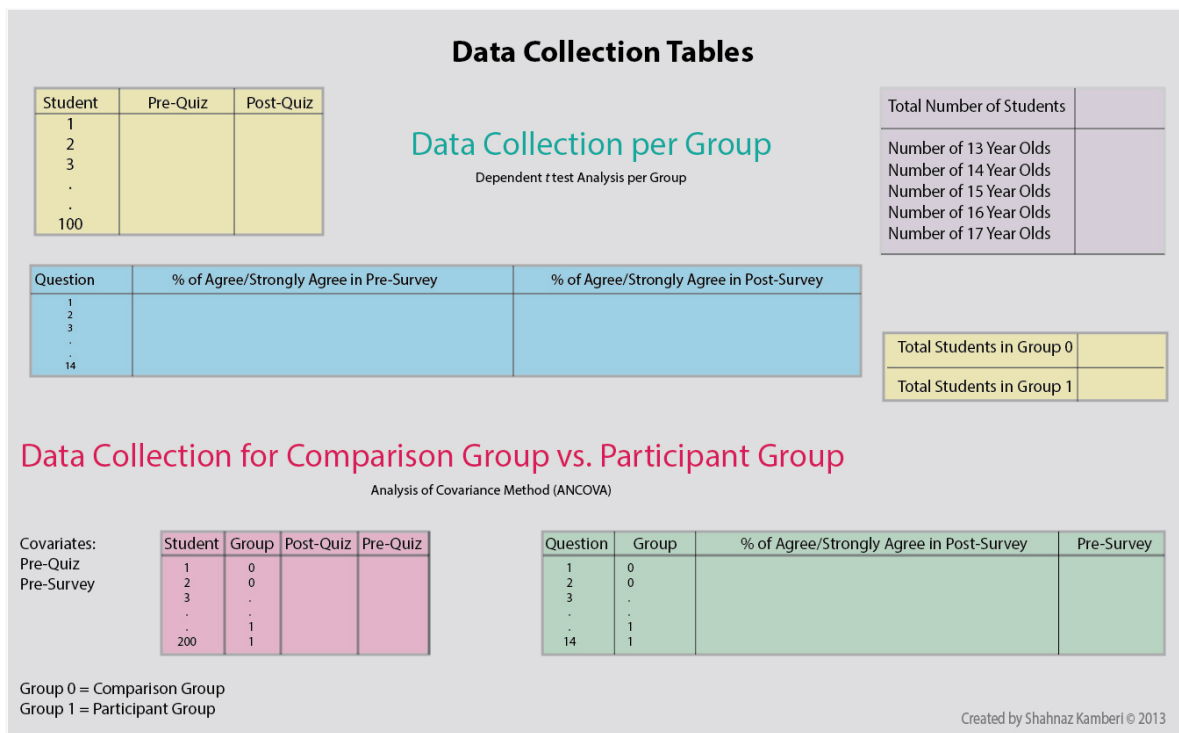 Data Collection Tables
Student Pre-Quiz Post-Quiz
1
2
3
.
.
100
Data Collection per Group
Dependent t test Analysis per Group
Total Number of Students
Number of 13 Year Olds
Number of 14 Year Olds
Number of 15 Year Olds
Number of 16 Year Olds
Number of 17 Year Olds
Question % of Agree/Strongly Agree in Pre-Survey % of Agree/Strongly Agree in Post-Survey
1
2
3
.
.
14
Total Students in Group 0
Total Students in Group 1
Data Collection for Comparison Group vs. Participant Group
Analysis of Covariance Method (ANCOVA)
Covariates:
Pre-Quiz
Pre-Survey
Student Group Post-Quiz Pre-Quiz
1 0
2 0
3 .
. .
. 1
200 1
Question Group % of Agree/Strongly Agree in Post-Survey Pre-Survey
1 0
2 0
3 .
. .
. 1
14 1
Group 0 = Comparison Group
Group 1 = Participant Group
Created by Shahnaz Kamberi © 2013